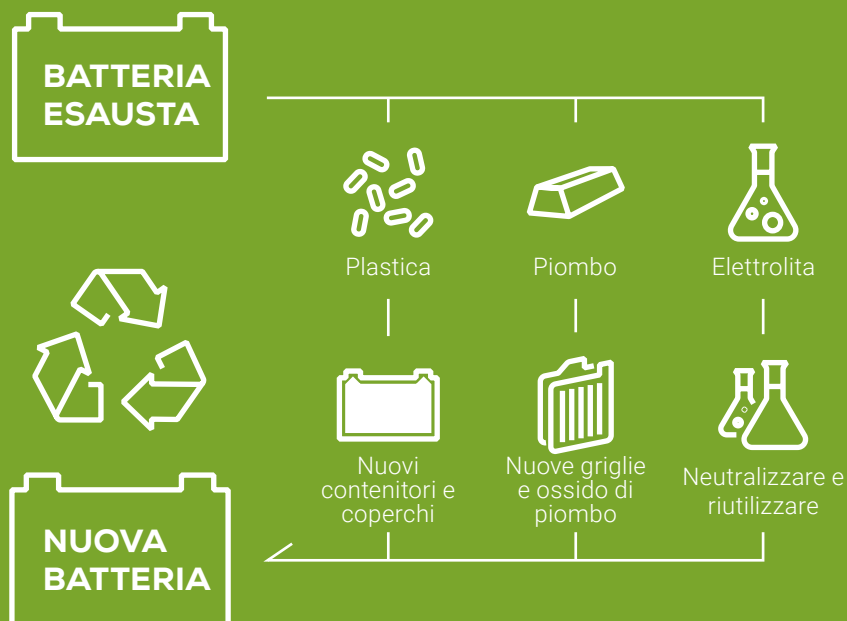 BATTERIA
ESAUSTA
Plastica
Piombo
Elettrolita
Nuovi
contenitori e
coperchi
Nuove griglie
e ossido di
piombo
Neutralizzare e
riutilizzare
NUOVA
BATTERIA